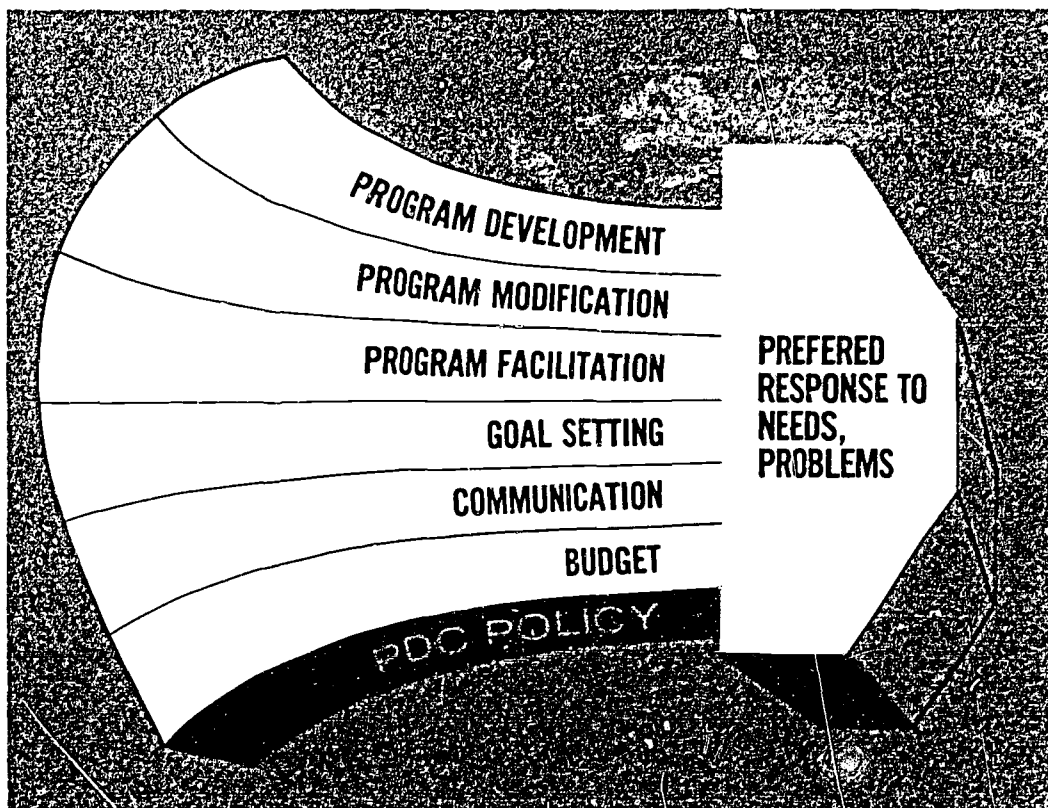 PROGRAM DEVELOPMENT
PROGRAM MODIFICATION
PROGRAM FACILITATION
GOAL SETTING
COMMUNICATION
BUDGET
PDC POLICY
PREFERED
RESPONSE TO
NEEDS,
PROBLEMS